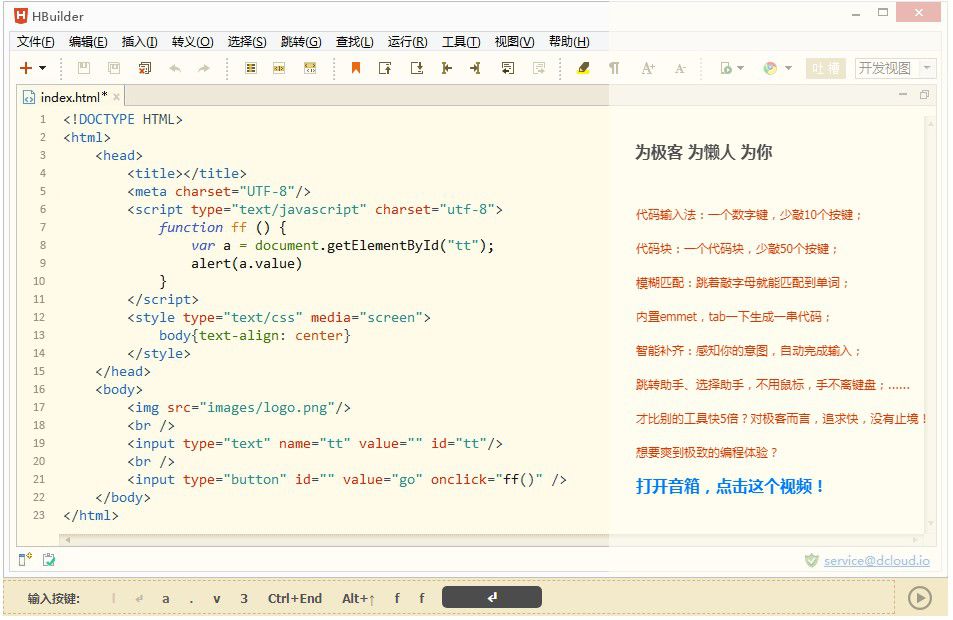 HBuilder
文件(F) 编辑(E) 插入(I) 转义(O) 选择(S) 跳转(G) 查找(L) 运行(R) 工具(T) 视图(V) 帮助(H)
吐槽 开发视图
index.html*
1 <!DOCTYPE HTML>
2 <html>
3 <head>
4 <title></title>
5 <meta charset="UTF-8"/>
6 <script type="text/javascript" charset="utf-8">
7 function ff () {
8 var a = document.getElementById("tt");
9 alert(a.value)
10 }
11 </script>
12 <style type="text/css" media="screen">
13 body{text-align: center}
14 </style>
15 </head>
16 <body>
17 <img src="images/logo.png"/>
18 <br />
19 <input type="text" name="tt" value="" id="tt"/>
20 <br />
21 <input type="button" id="" value="go" onclick="ff()" />
22 </body>
23 </html>
为极客 为懒人 为你
代码输入法：一个数字键，少敲10个按键；
代码块：一个代码块，少敲50个按键；
模糊匹配：跳着敲字母就能匹配到单词；
内置emmet，tab一下生成一串代码；
智能补齐：感知你的意图，自动完成输入；
跳转助手、选择助手，不用鼠标，手不离键盘；......
才比别的工具快5倍？对极客而言，追求快，没有止境！
想要爽到极致的编程体验？
打开音箱，点击这个视频！
service@dcloud.io
输入按键: l ↵ a . v 3 Ctrl+End Alt+↑ f f ↵